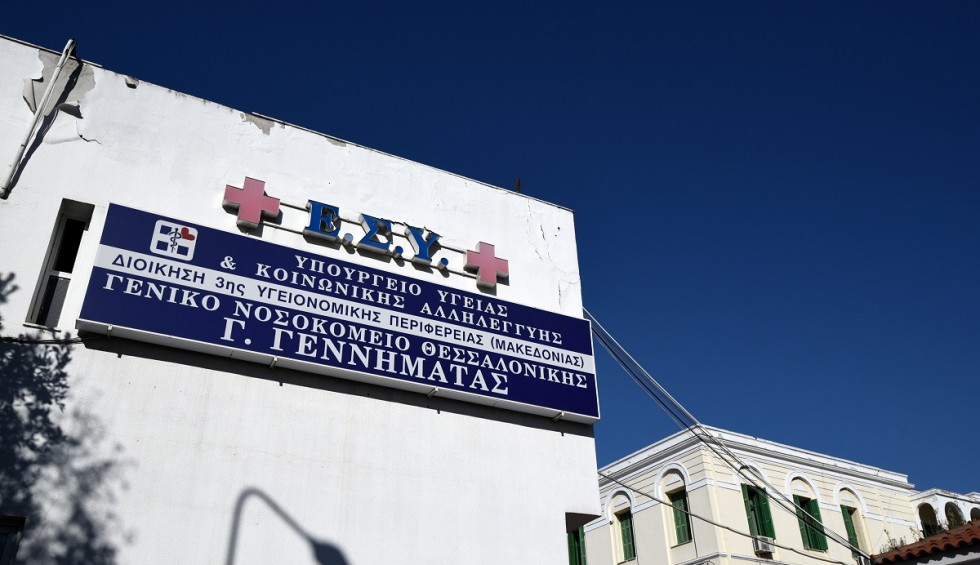 Ε.Σ.Υ.
ΥΠΟΥΡΓΕΙΟ ΥΓΕΙΑΣ
& ΚΟΙΝΩΝΙΚΗΣ ΑΛΛΗΛΕΓΓΥΗΣ
ΔΙΟΙΚΗΣΗ 3ης ΥΓΕΙΟΝΟΜΙΚΗΣ ΠΕΡΙΦΕΡΕΙΑΣ (ΜΑΚΕΔΟΝΙΑΣ)
ΓΕΝΙΚΟ ΝΟΣΟΚΟΜΕΙΟ ΘΕΣΣΑΛΟΝΙΚΗΣ
Γ. ΓΕΝΝΗΜΑΤΑΣ